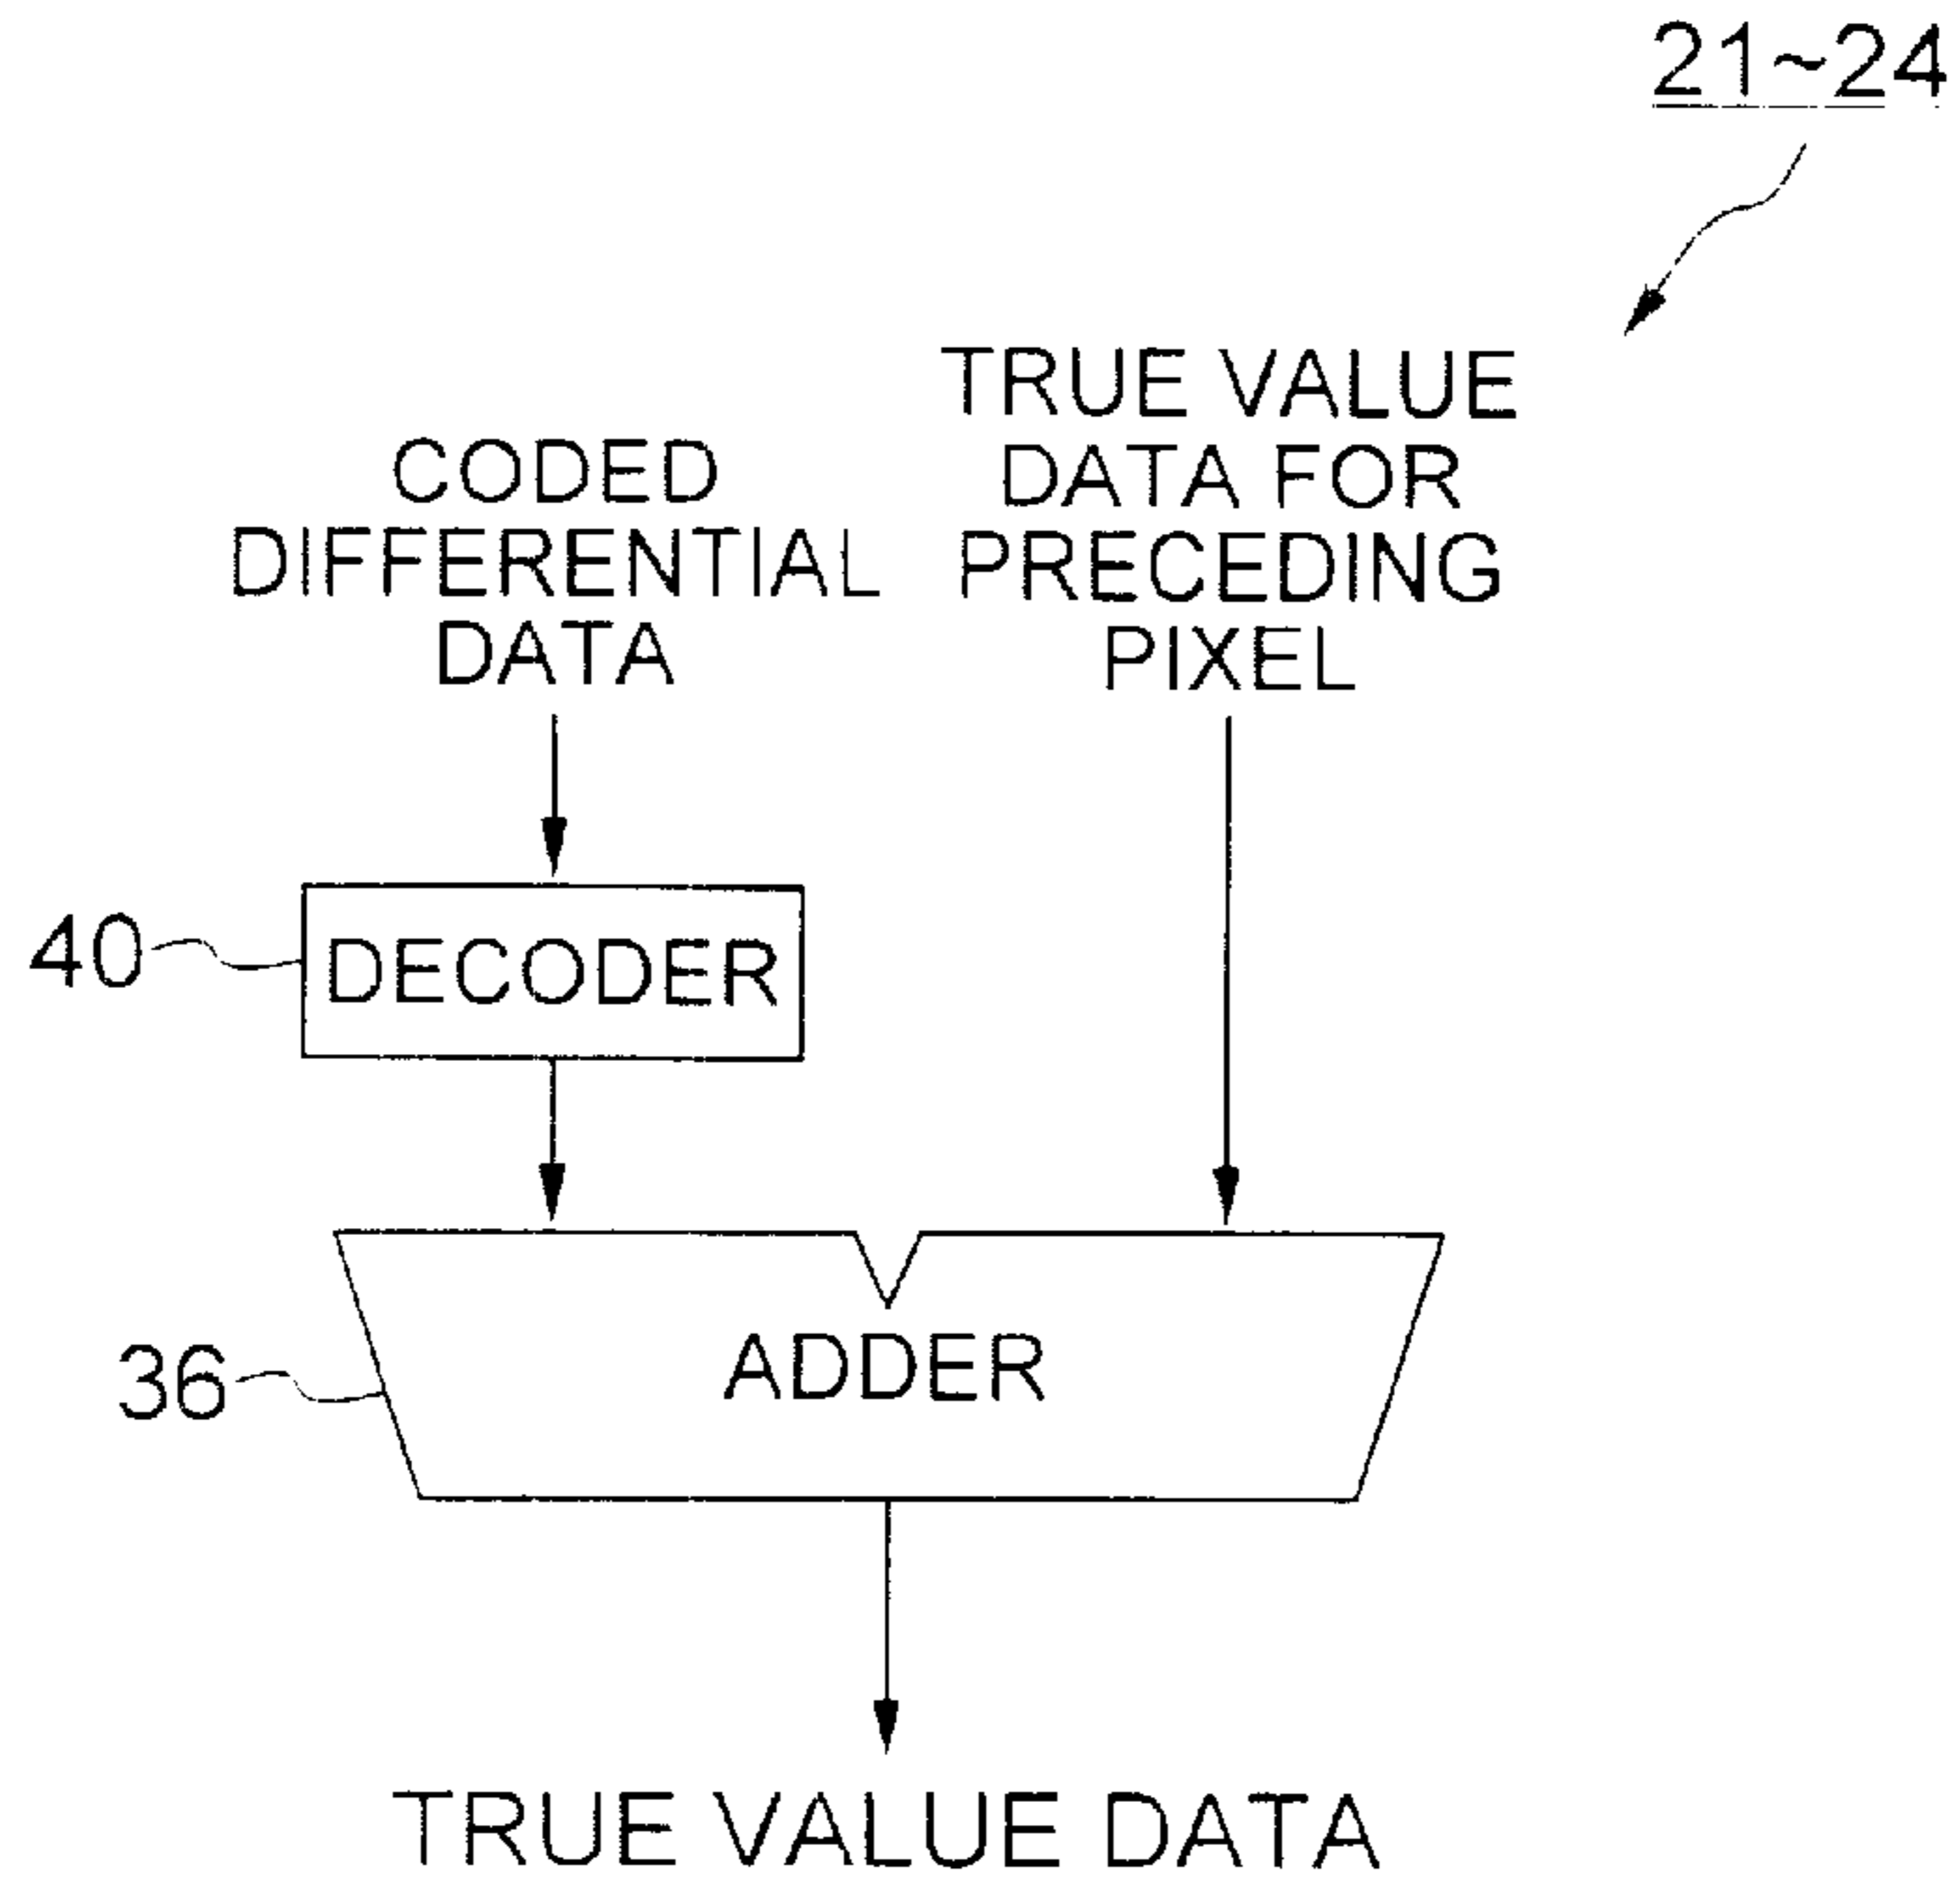 21~24
CODED
DIFFERENTIAL
DATA
TRUE VALUE
DATA FOR
PRECEDING
PIXEL
40
DECODER
36
ADDER
TRUE VALUE DATA